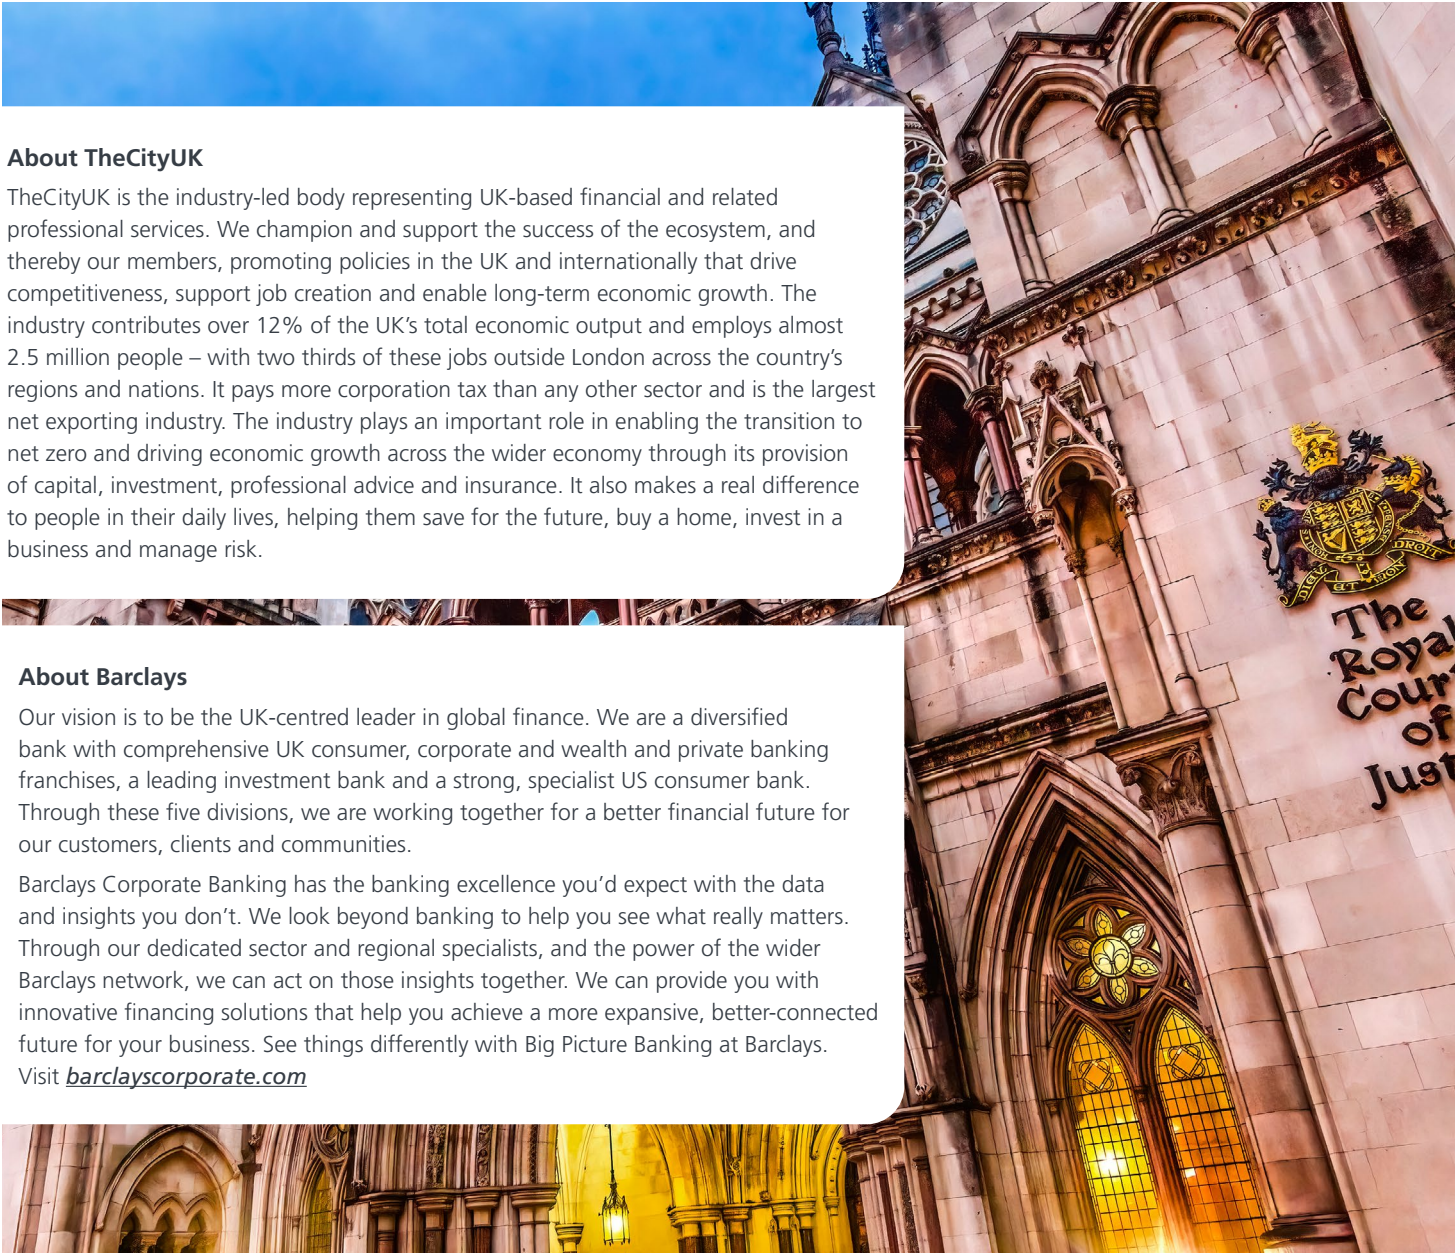 About TheCityUK
TheCityUK is the industry-led body representing UK-based financial and related
professional services. We champion and support the success of the ecosystem, and
thereby our members, promoting policies in the UK and internationally that drive
competitiveness, support job creation and enable long-term economic growth. The
industry contributes over 12% of the UK’s total economic output and employs almost
2.5 million people – with two thirds of these jobs outside London across the country’s
regions and nations. It pays more corporation tax than any other sector and is the largest
net exporting industry. The industry plays an important role in enabling the transition to
net zero and driving economic growth across the wider economy through its provision
of capital, investment, professional advice and insurance. It also makes a real difference
to people in their daily lives, helping them save for the future, buy a home, invest in a
business and manage risk.
About Barclays
Our vision is to be the UK-centred leader in global finance. We are a diversified
bank with comprehensive UK consumer, corporate and wealth and private banking
franchises, a leading investment bank and a strong, specialist US consumer bank.
Through these five divisions, we are working together for a better financial future for
our customers, clients and communities.
Barclays Corporate Banking has the banking excellence you’d expect with the data
and insights you don’t. We look beyond banking to help you see what really matters.
Through our dedicated sector and regional specialists, and the power of the wider
Barclays network, we can act on those insights together. We can provide you with
innovative financing solutions that help you achieve a more expansive, better-connected
future for your business. See things differently with Big Picture Banking at Barclays.
Visit barclayscorporate.com
DIEU ET MON DROIT
The
Royal
Cour
of
Just